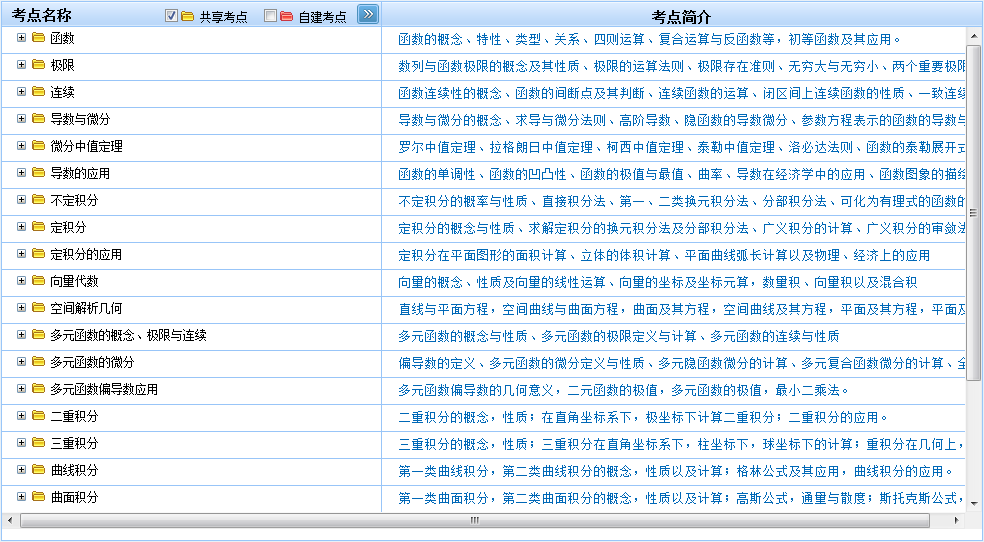 考点名称 共享考点 自建考点 考点简介
函数 函数的概念、特性、类型、关系、四则运算、复合运算与反函数等，初等函数及其应用。
极限 数列与函数极限的概念及其性质、极限的运算法则、极限存在准则、无穷大与无穷小、两个重要极限
连续 函数连续性的概念、函数的间断点及其判断、连续函数的运算、闭区间上连续函数的性质、一致连续
导数与微分 导数与微分的概念、求导与微分法则、高阶导数、隐函数的导数微分、参数方程表示的函数的导数与
微分中值定理 罗尔中值定理、拉格朗日中值定理、柯西中值定理、泰勒中值定理、洛必达法则、函数的泰勒展开式
导数的应用 函数的单调性、函数的凹凸性、函数的极值与最值、曲率、导数在经济学中的应用、函数图象的描绘
不定积分 不定积分的概率与性质、直接积分法、第一、二类换元积分法、分部积分法、可化为有理式的函数的
定积分 定积分的概念与性质、求解定积分的换元积分法及分部积分法、广义积分的计算、广义积分的审敛法
定积分的应用 定积分在平面图形的面积计算、立体的体积计算、平面曲线弧长计算以及物理、经济上的应用
向量代数 向量的概念、性质及向量的线性运算、向量的坐标及坐标元算，数量积、向量积以及混合积
空间解析几何 直线与平面方程，空间曲线与曲面方程，曲面及其方程，空间曲线及其方程，平面及其方程，平面及
多元函数的概念、极限与连续 多元函数的概念与性质、多元函数的极限定义与计算、多元函数的连续与性质
多元函数的微分 偏导数的定义、多元函数的微分定义与性质、多元隐函数微分的计算、多元复合函数微分的计算、全
多元函数偏导数应用 多元函数偏导数的几何意义，二元函数的极值，多元函数的极值，最小二乘法。
二重积分 二重积分的概念，性质；在直角坐标系下，极坐标下计算二重积分；二重积分的应用。
三重积分 三重积分的概念，性质；三重积分在直角坐标系下，柱坐标下，球坐标下的计算；重积分在几何上，
曲线积分 第一类曲线积分，第二类曲线积分的概念，性质以及计算；格林公式及其应用，曲线积分的应用。
曲面积分 第一类曲面积分，第二类曲面积分的概念，性质以及计算；高斯公式，通量与散度；斯托克斯公式，